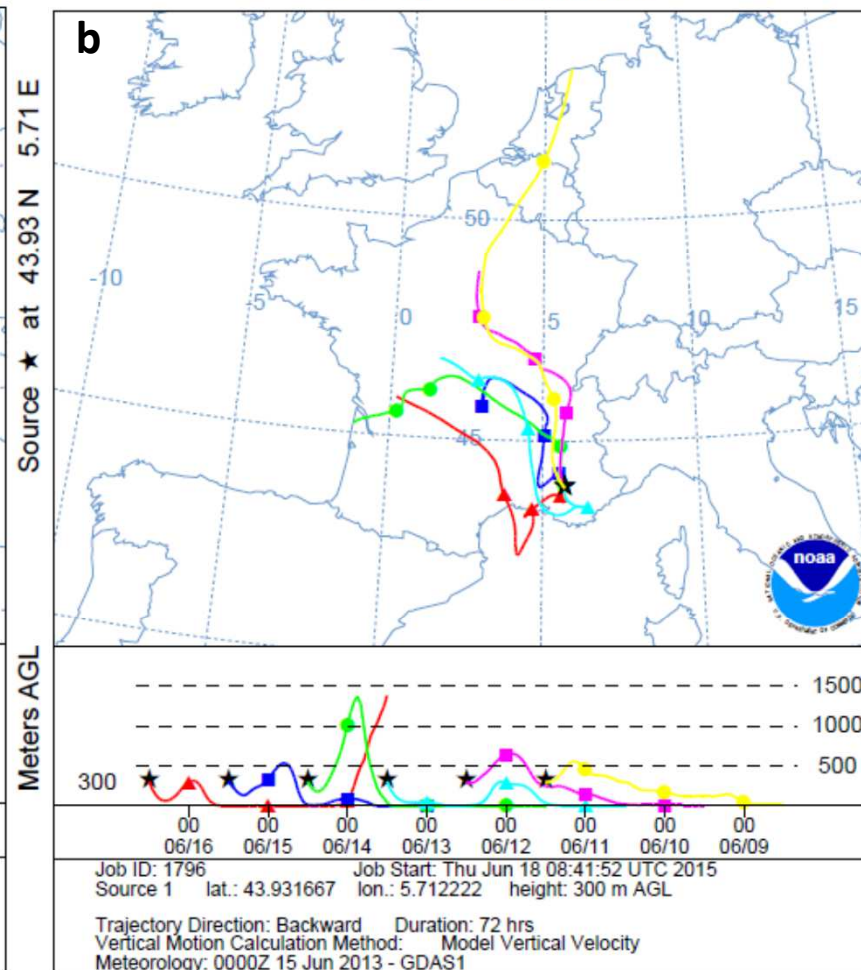 b
Source ★ at 43.93 N 5.71 E
50
-10
-5
0
5
10
15
45
noaa
Meters AGL
1500
1000
500
300
00 00 00 00 00 00 00 00
06/16 06/15 06/14 06/13 06/12 06/11 06/10 06/09
Job ID: 1796 Job Start: Thu Jun 18 08:41:52 UTC 2015
Source 1 lat.: 43.931667 lon.: 5.712222 height: 300 m AGL
Trajectory Direction: Backward Duration: 72 hrs
Vertical Motion Calculation Method: Model Vertical Velocity
Meteorology: 0000Z 15 Jun 2013 - GDAS1